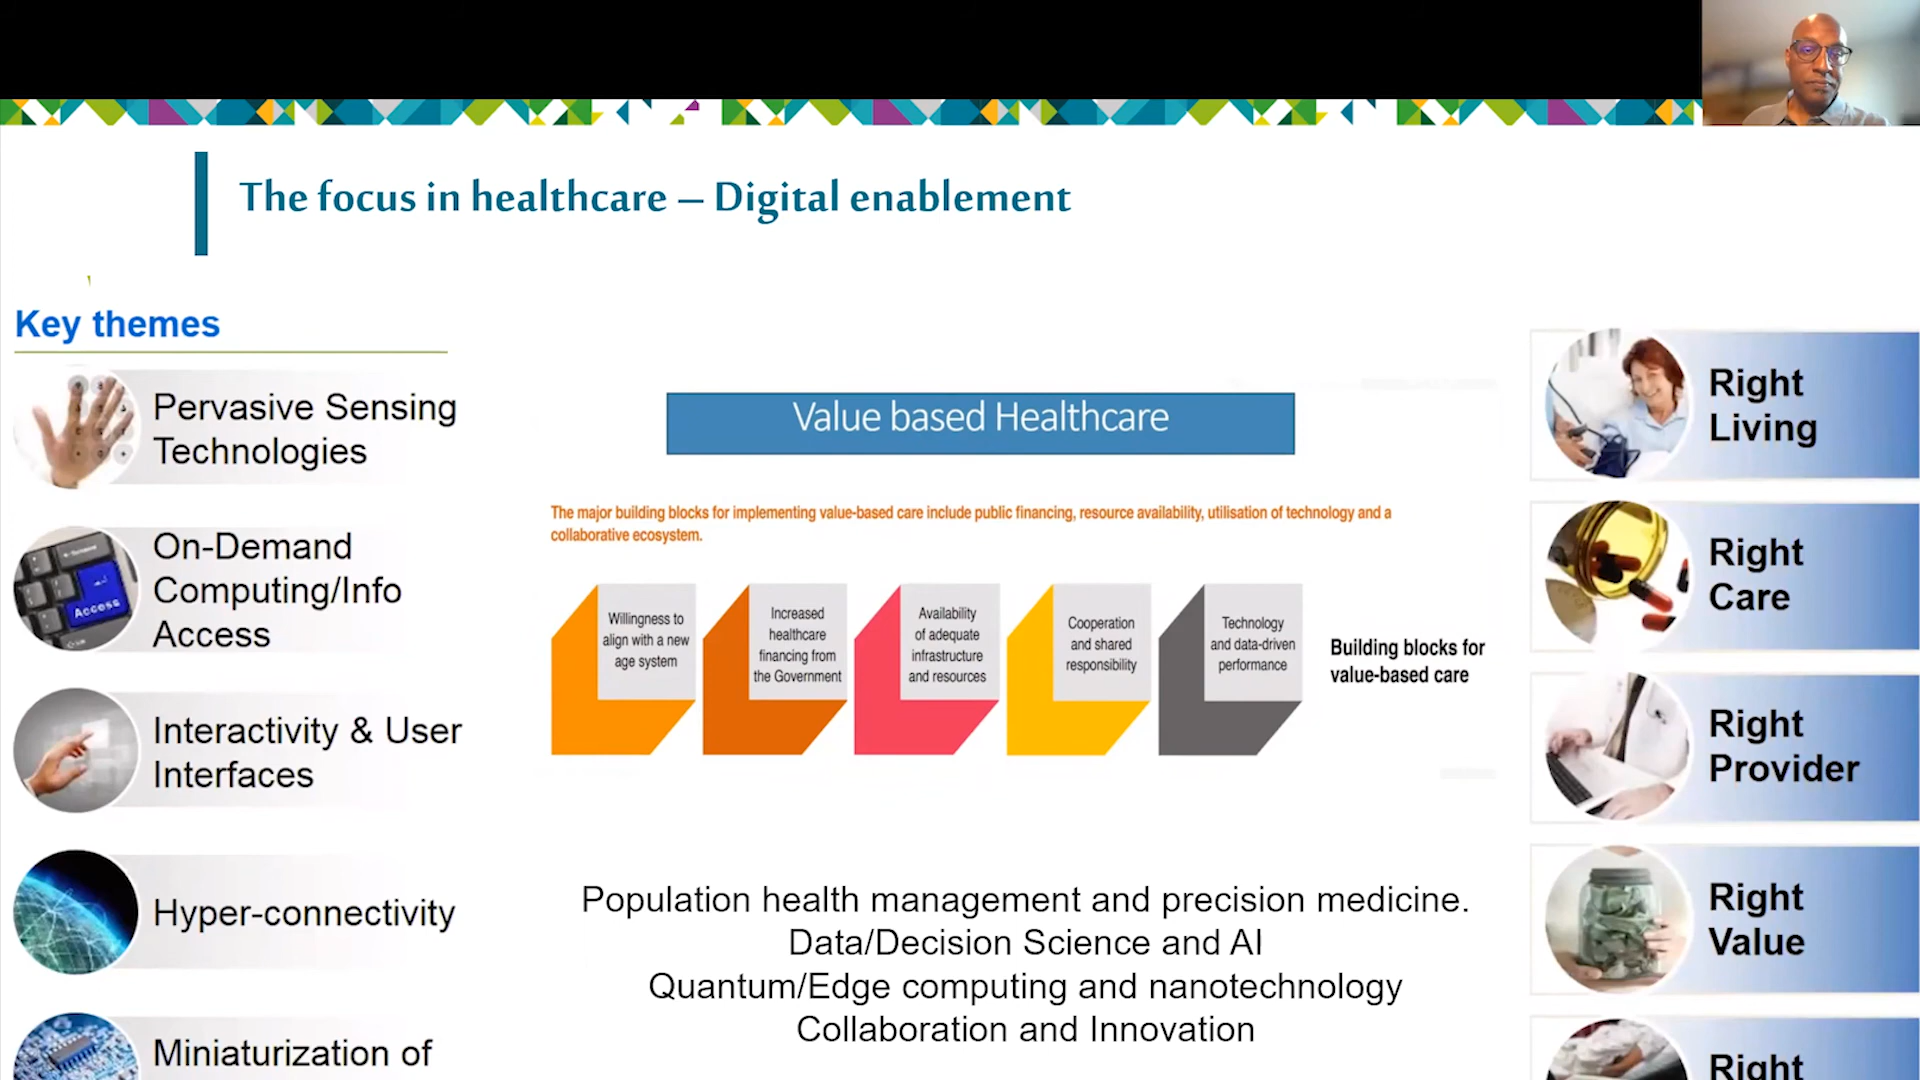 The focus in healthcare – Digital enablement
Key themes
Pervasive Sensing
Technologies
On-Demand
Computing/Info
Access
Access
Interactivity & User
Interfaces
Hyper-connectivity
Miniaturization of
Value based Healthcare
The major building blocks for implementing value-based care include public financing, resource availability, utilisation of technology and a
collaborative ecosystem.
Willingness to
align with a new
age system
Increased
healthcare
financing from
the Government
Availability
of adequate
infrastructure
and resources
Cooperation
and shared
responsibility
Technology
and data-driven
performance
Building blocks for
value-based care
Population health management and precision medicine.
Data/Decision Science and AI
Quantum/Edge computing and nanotechnology
Collaboration and Innovation
Right
Living
Right
Care
Right
Provider
Right
Value
Right